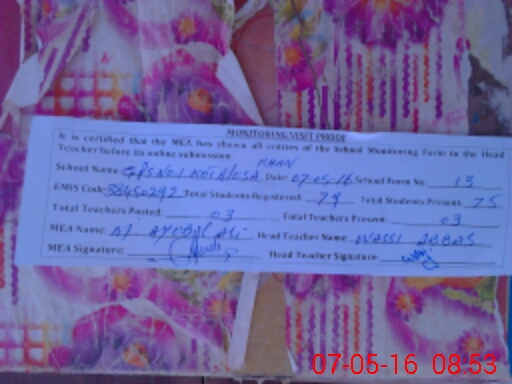 MONITORING VISIT PROOF
It is certified that the MEA has shown all entries of the School Monitoring Form to the Head
Teacher before its online submission.
School Name GPS NO.1 KOTALUSA KHAN Date: 07-05-16 School Form No: 13
EMIS Code: 38450292 Total Students Registered: 79 Total Students Present: 75
Total Teachers Posted: 03 Total Teachers Present: 03
MEA Name: M. AYUB ALI Head Teacher Name: WASSI ABBAS
MEA Signature: Head Teacher Signature:
07-05-16 08:53